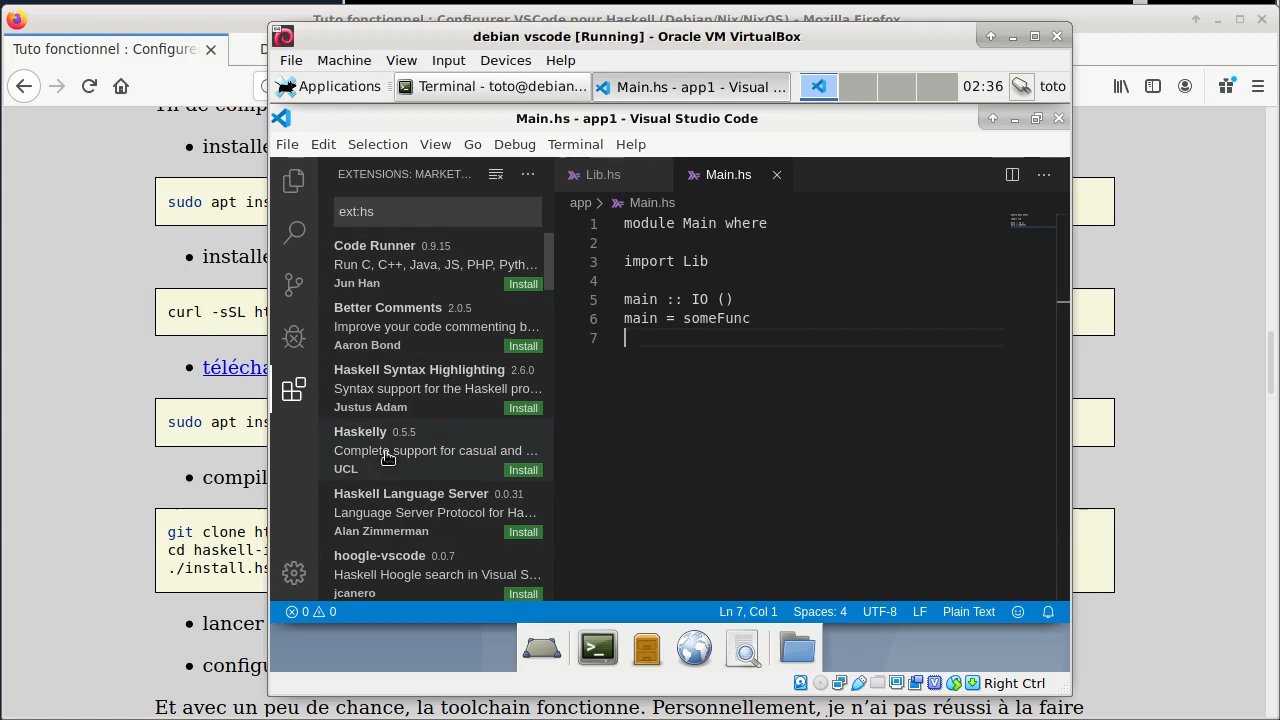 Tuto fonctionnel : Configurer VSCode pour Haskell (Debian/Nix/NixOS) - Mozilla Firefox
Tuto fonctionnel : Configure
debian vscode [Running] - Oracle VM VirtualBox
File Machine View Input Devices Help
Applications
Terminal - toto@debian...
Main.hs - app1 - Visual ...
02:36
toto
Main.hs - app1 - Visual Studio Code
File Edit Selection View Go Debug Terminal Help
EXTENSIONS: MARKET...
ext:hs
Code Runner 0.9.15
Run C, C++, Java, JS, PHP, Pyth...
Jun Han Install
Better Comments 2.0.5
Improve your code commenting b...
Aaron Bond Install
Haskell Syntax Highlighting 2.6.0
Syntax support for the Haskell pro...
Justus Adam Install
Haskelly 0.5.5
Complete support for casual and ...
UCL Install
Haskell Language Server 0.0.31
Language Server Protocol for Ha...
Alan Zimmerman Install
hoogle-vscode 0.0.7
Haskell Hoogle search in Visual S...
jcanero Install
Lib.hs
Main.hs
app > Main.hs
1 module Main where
2
3 import Lib
4
5 main :: IO ()
6 main = someFunc
7
0 0
Ln 7, Col 1 Spaces: 4 UTF-8 LF Plain Text
Right Ctrl
installe
sudo apt ins
installe
curl -sSL ht
télécha
sudo apt ins
compil
git clone ht
cd haskell-i
./install.hs
lancer
configu
Et avec un peu de chance, la toolchain fonctionne. Personnellement, je n'ai pas réussi à la faire